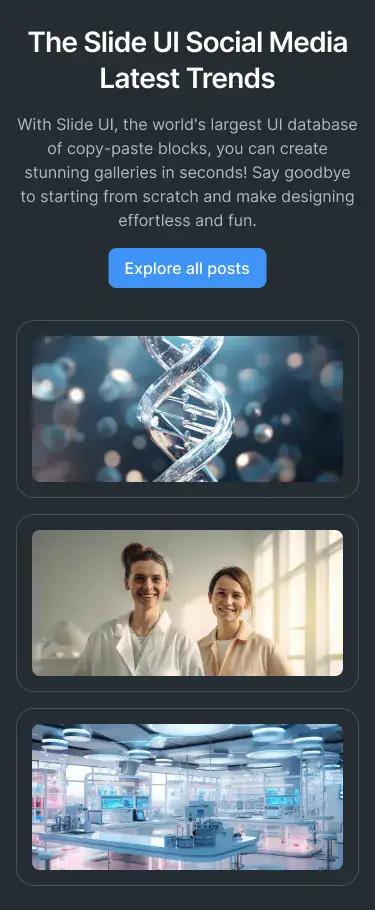 The Slide UI Social Media
Latest Trends
With Slide UI, the world's largest UI database
of copy-paste blocks, you can create
stunning galleries in seconds! Say goodbye
to starting from scratch and make designing
effortless and fun.
Explore all posts